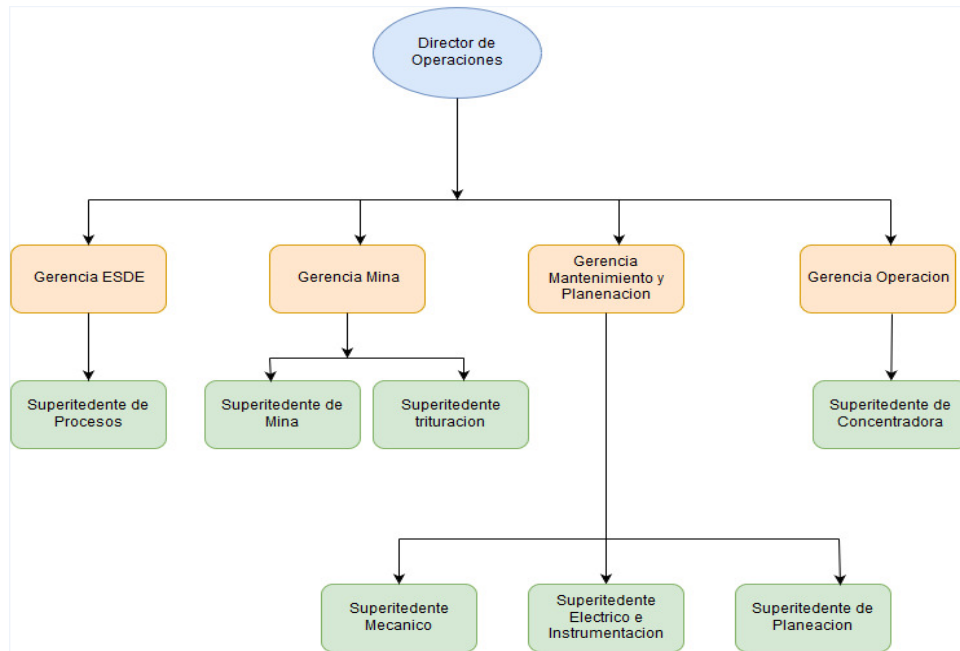 Director de
Operaciones
Gerencia ESDE
Gerencia Mina
Gerencia
Mantenimiento y
Planenacion
Gerencia Operacion
Superitedente de
Procesos
Superitedente de
Mina
Superitedente
trituracion
Superitedente de
Concentradora
Superitedente
Mecanico
Superitedente
Electrico e
Instrumentacion
Superitedente de
Planeacion